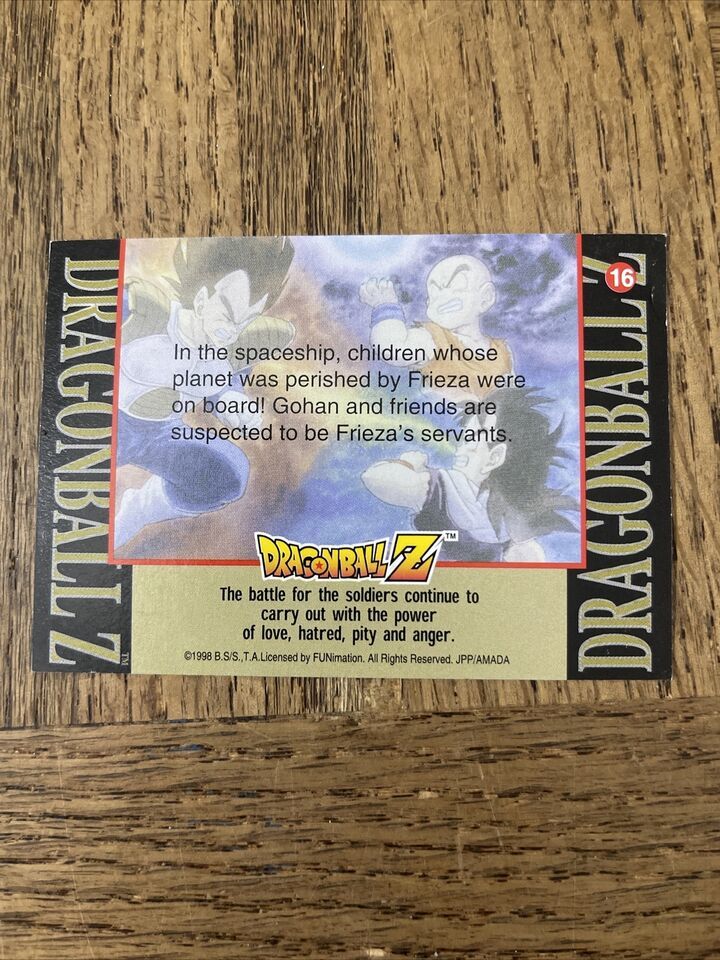 DRAGONBALL Z
TM
16
DRAGONBALL Z
In the spaceship, children whose
planet was perished by Frieza were
on board! Gohan and friends are
suspected to be Frieza's servants.
DRAGONBALL Z TM
The battle for the soldiers continue to
carry out with the power
of love, hatred, pity and anger.
©1998 B.S/S.,T.A.Licensed by FUNimation. All Rights Reserved. JPP/AMADA